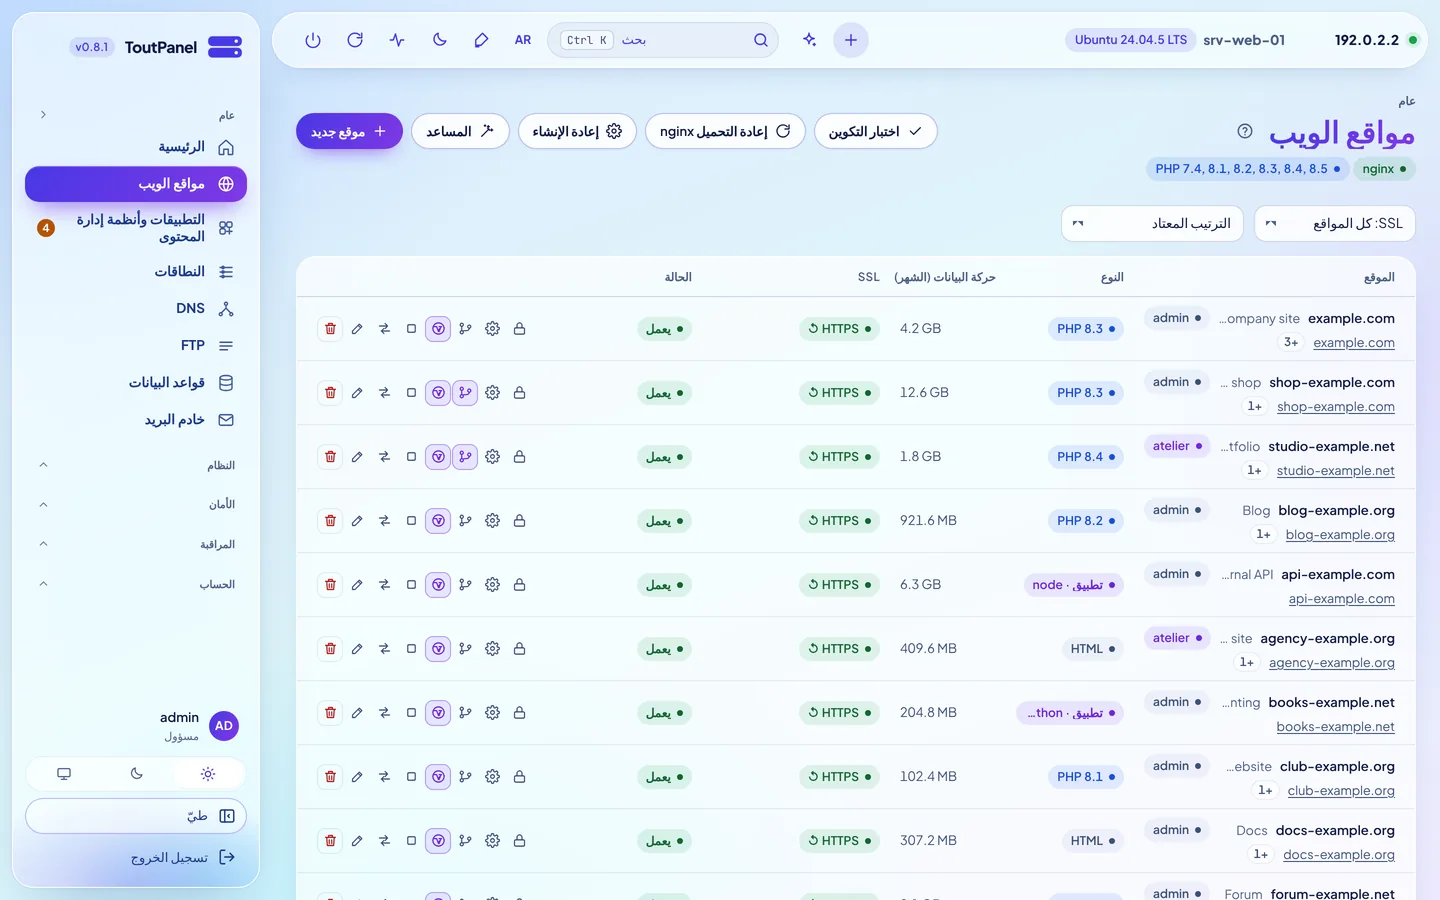 ToutPanel v0.8.1
عام
الرئيسية
مواقع الويب
التطبيقات وأنظمة إدارة المحتوى
4
النطاقات
DNS
FTP
قواعد البيانات
خادم البريد
النظام
الأمان
المراقبة
الحساب
AD admin
مسؤول
طيّ
تسجيل الخروج
192.0.2.2 srv-web-01 Ubuntu 24.04.5 LTS
بحث Ctrl K
AR
عام
مواقع الويب
nginx PHP 7.4, 8.1, 8.2, 8.3, 8.4, 8.5
اختبار التكوين
إعادة التحميل nginx
إعادة الإنشاء
المساعد
موقع جديد
SSL: كل المواقع
الترتيب المعتاد
الموقع النوع حركة البيانات (الشهر) SSL الحالة
example.com ompany site... admin PHP 8.3 4.2 GB HTTPS يعمل
example.com 3+
shop-example.com shop ... admin PHP 8.3 12.6 GB HTTPS يعمل
shop-example.com 1+
studio-example.net tfolio... atelier PHP 8.4 1.8 GB HTTPS يعمل
studio-example.net 1+
blog-example.org Blog admin PHP 8.2 921.6 MB HTTPS يعمل
blog-example.org 1+
api-example.com rnal API... admin تطبيق · node 6.3 GB HTTPS يعمل
api-example.com
agency-example.org site ... atelier HTML 409.6 MB HTTPS يعمل
agency-example.org 1+
books-example.net nting... admin تطبيق · thon... 204.8 MB HTTPS يعمل
books-example.net
club-example.org ebsite... admin PHP 8.1 102.4 MB HTTPS يعمل
club-example.org 1+
docs-example.org Docs admin HTML 307.2 MB HTTPS يعمل
docs-example.org 1+
forum-example.net Forum admin